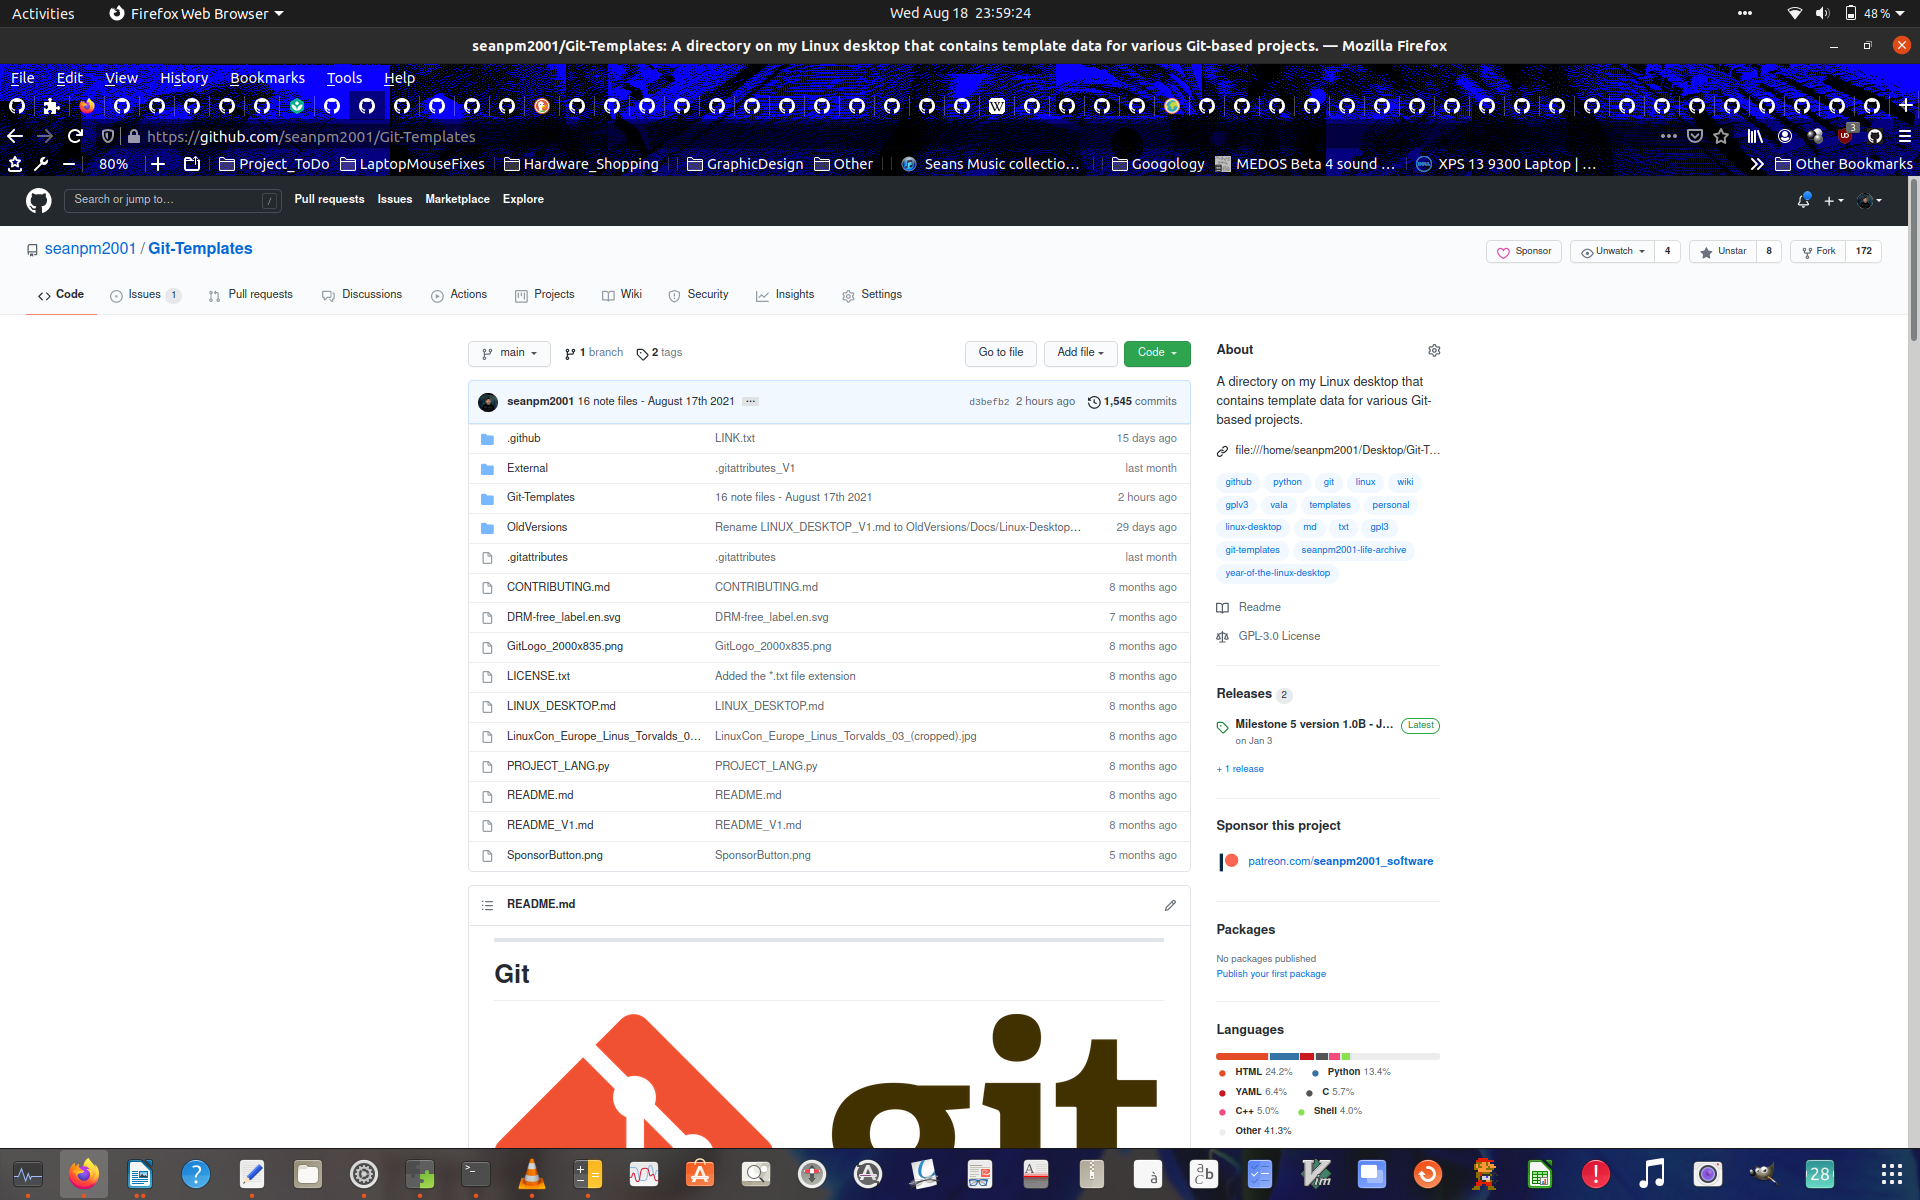 Activities Firefox Web Browser Wed Aug 18 23:59:24 48 %
seanpm2001/Git-Templates: A directory on my Linux desktop that contains template data for various Git-based projects. — Mozilla Firefox
File Edit View History Bookmarks Tools Help
https://github.com/seanpm2001/Git-Templates 3
80% Project_ToDo LaptopMouseFixes Hardware_Shopping GraphicDesign Other Seans Music collectio… Googology MEDOS Beta 4 sound … XPS 13 9300 Laptop | … Other Bookmarks
Search or jump to… / Pull requests Issues Marketplace Explore
seanpm2001 / Git-Templates Sponsor Unwatch 4 Unstar 8 Fork 172
Code Issues 1 Pull requests Discussions Actions Projects Wiki Security Insights Settings
main 1 branch 2 tags Go to file Add file Code
seanpm2001 16 note files - August 17th 2021 ··· d3befb2 2 hours ago 1,545 commits
.github LINK.txt 15 days ago
External .gitattributes_V1 last month
Git-Templates 16 note files - August 17th 2021 2 hours ago
OldVersions Rename LINUX_DESKTOP_V1.md to OldVersions/Docs/Linux-Desktop… 29 days ago
.gitattributes .gitattributes last month
CONTRIBUTING.md CONTRIBUTING.md 8 months ago
DRM-free_label.en.svg DRM-free_label.en.svg 7 months ago
GitLogo_2000x835.png GitLogo_2000x835.png 8 months ago
LICENSE.txt Added the *.txt file extension 8 months ago
LINUX_DESKTOP.md LINUX_DESKTOP.md 8 months ago
LinuxCon_Europe_Linus_Torvalds_0… LinuxCon_Europe_Linus_Torvalds_03_(cropped).jpg 8 months ago
PROJECT_LANG.py PROJECT_LANG.py 8 months ago
README.md README.md 8 months ago
README_V1.md README_V1.md 8 months ago
SponsorButton.png SponsorButton.png 5 months ago
README.md
Git
git
About
A directory on my Linux desktop that
contains template data for various Git-
based projects.
file:///home/seanpm2001/Desktop/Git-T…
github python git linux wiki
gplv3 vala templates personal
linux-desktop md txt gpl3
git-templates seanpm2001-life-archive
year-of-the-linux-desktop
Readme
GPL-3.0 License
Releases 2
Milestone 5 version 1.0B - J… Latest
on Jan 3
+ 1 release
Sponsor this project
patreon.com/seanpm2001_software
Packages
No packages published
Publish your first package
Languages
HTML 24.2% Python 13.4%
YAML 6.4% C 5.7%
C++ 5.0% Shell 4.0%
Other 41.3%
28